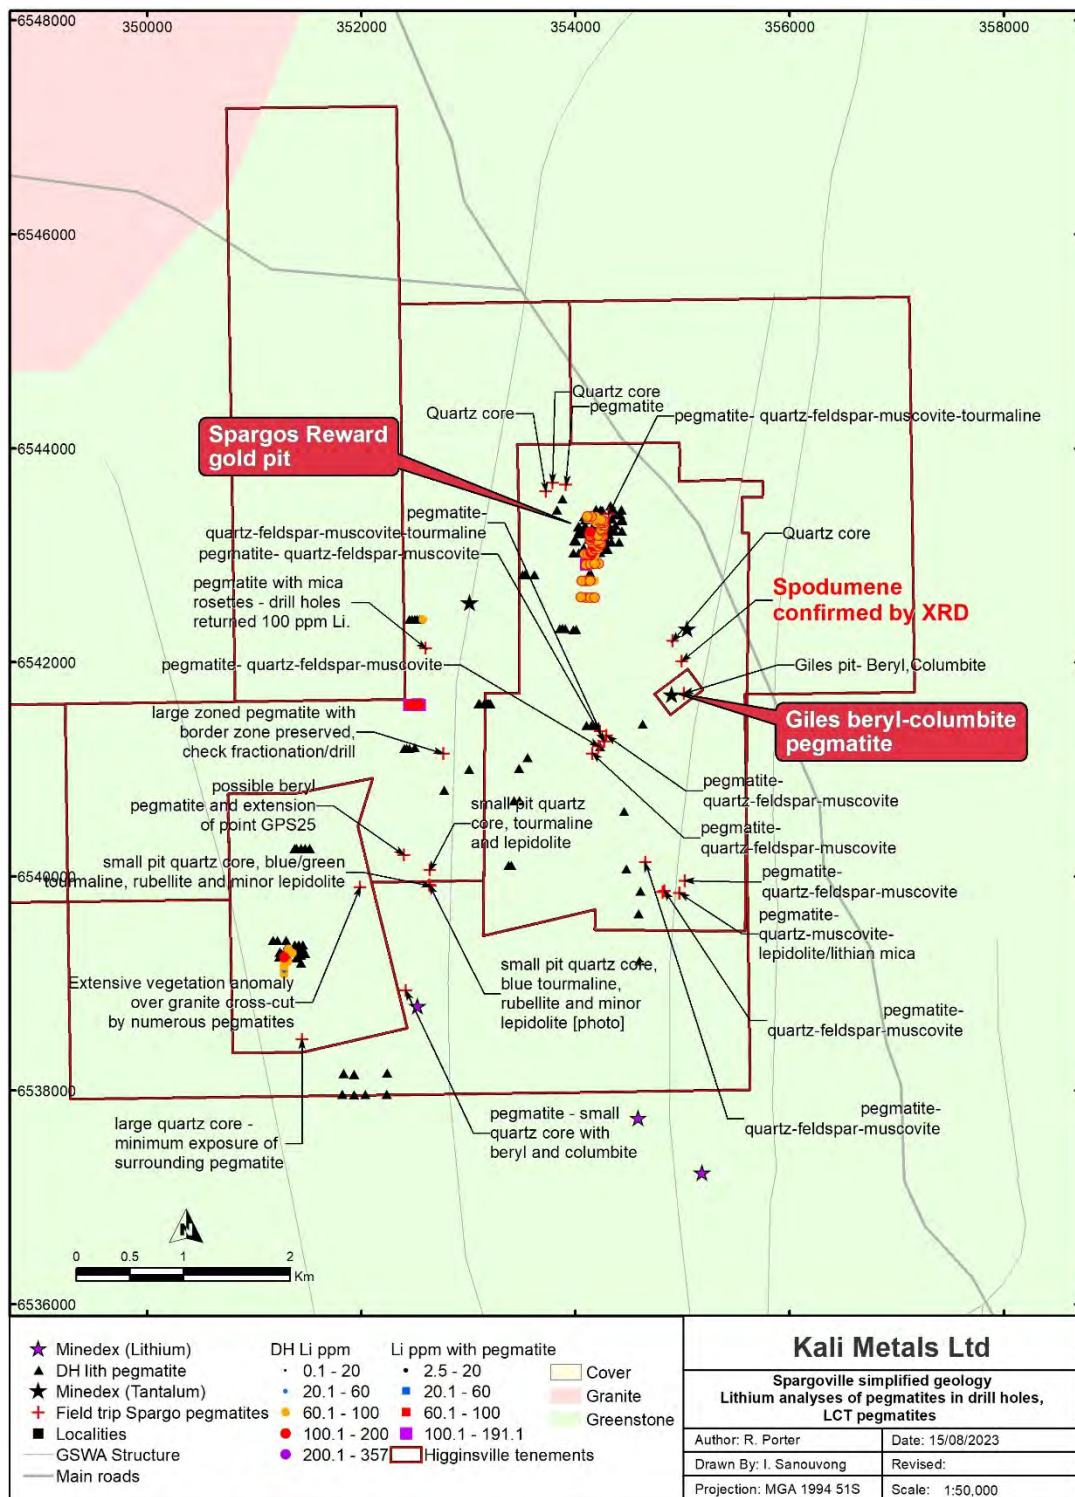 6548000
350000
352000
354000
356000
358000
6546000
Quartz core
Quartz core
pegmatite
pegmatite- quartz-feldspar-muscovite-tourmaline
Spargos Reward
gold pit
6544000
pegmatite-
quartz-feldspar-muscovite-tourmaline
pegmatite- quartz-feldspar-muscovite
Quartz core
pegmatite with mica
rosettes - drill holes
returned 100 ppm Li.
Spodumene
confirmed by XRD
6542000
pegmatite- quartz-feldspar-muscovite
Giles pit- Beryl,Columbite
large zoned pegmatite with
border zone preserved,
check fractionation/drill
Giles beryl-columbite
pegmatite
possible beryl
pegmatite and extension
of point GPS25
small pit quartz
core, tourmaline
and lepidolite
pegmatite-
quartz-feldspar-muscovite
pegmatite-
quartz-feldspar-muscovite
small pit quartz core, blue/green
tourmaline, rubellite and minor lepidolite
6540000
pegmatite-
quartz-feldspar-muscovite
pegmatite-
quartz-muscovite-
lepidolite/lithian mica
Extensive vegetation anomaly
over granite cross-cut
by numerous pegmatites
small pit quartz core,
blue tourmaline,
rubellite and minor
lepidolite [photo]
pegmatite-
quartz-feldspar-muscovite
6538000
large quartz core -
minimum exposure of
surrounding pegmatite
pegmatite - small
quartz core with
beryl and columbite
pegmatite-
quartz-feldspar-muscovite
N
0 0.5 1 2
Km
6536000
Minedex (Lithium)
DH lith pegmatite
Minedex (Tantalum)
Field trip Spargo pegmatites
Localities
GSWA Structure
Main roads
DH Li ppm
0.1 - 20
20.1 - 60
60.1 - 100
100.1 - 200
200.1 - 357
Li ppm with pegmatite
2.5 - 20
20.1 - 60
60.1 - 100
100.1 - 191.1
Higginsville tenements
Cover
Granite
Greenstone
Kali Metals Ltd
Spargoville simplified geology
Lithium analyses of pegmatites in drill holes,
LCT pegmatites
Author: R. Porter
Date: 15/08/2023
Drawn By: I. Sanouvong
Revised:
Projection: MGA 1994 51S
Scale: 1:50,000